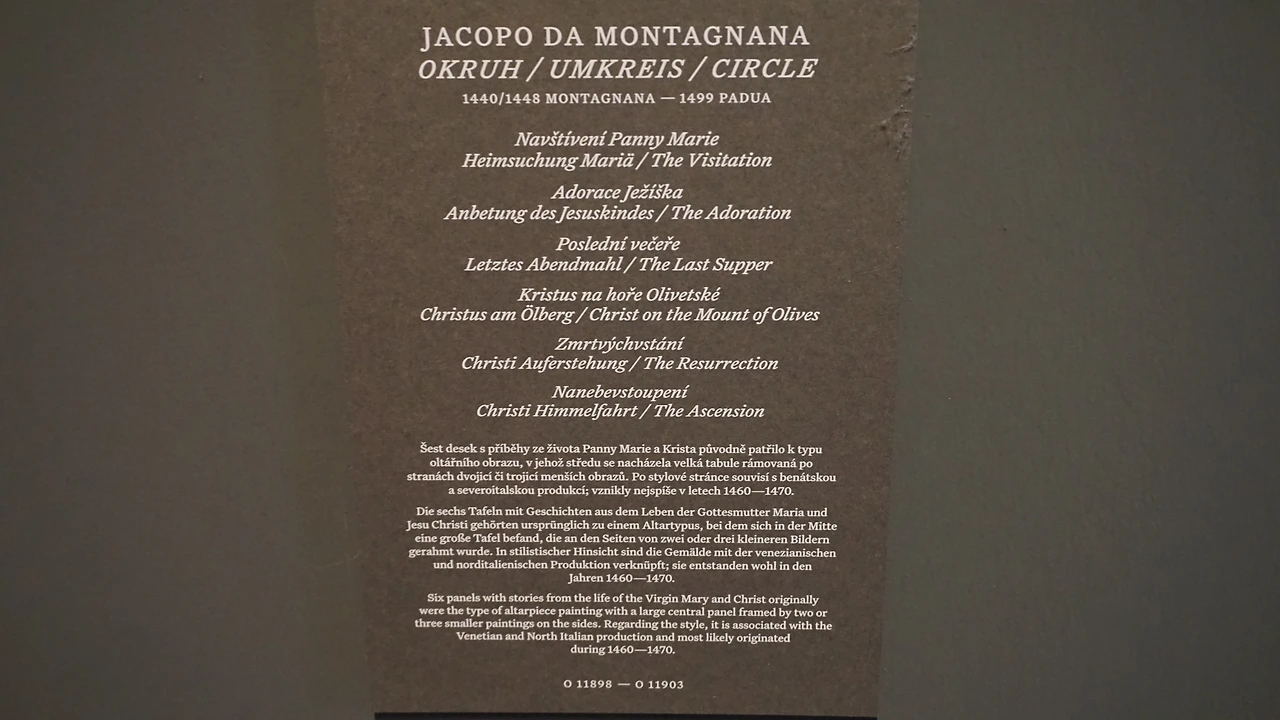 JACOPO DA MONTAGNANA
OKRUH / UMKREIS / CIRCLE
1440/1448 MONTAGNANA — 1499 PADUA
Navštívení Panny Marie
Heimsuchung Mariä / The Visitation
Adorace Ježíška
Anbetung des Jesuskindes / The Adoration
Poslední večeře
Letztes Abendmahl / The Last Supper
Kristus na hoře Olivetské
Christus am Ölberg / Christ on the Mount of Olives
Zmrtvýchvstání
Christi Auferstehung / The Resurrection
Nanebevstoupení
Christi Himmelfahrt / The Ascension
Šest desek s příběhy ze života Panny Marie a Krista původně patřilo k typu
oltářního obrazu, v jehož středu se nacházela velká tabule rámovaná po
stranách dvojicí či trojicí menších obrazů. Po stylové stránce souvisí s benátskou
a severoitalskou produkcí; vznikly nejspíše v letech 1460—1470.
Die sechs Tafeln mit Geschichten aus dem Leben der Gottesmutter Maria und
Jesu Christi gehörten ursprünglich zu einem Altartypus, bei dem sich in der Mitte
eine große Tafel befand, die an den Seiten von zwei oder drei kleineren Bildern
gerahmt wurde. In stilistischer Hinsicht sind die Gemälde mit der venezianischen
und norditalienischen Produktion verknüpft; sie entstanden wohl in den
Jahren 1460—1470.
Six panels with stories from the life of the Virgin Mary and Christ originally
were the type of altarpiece painting with a large central panel framed by two or
three smaller paintings on the sides. Regarding the style, it is associated with the
Venetian and North Italian production and most likely originated
during 1460—1470.
O 11898 — O 11903